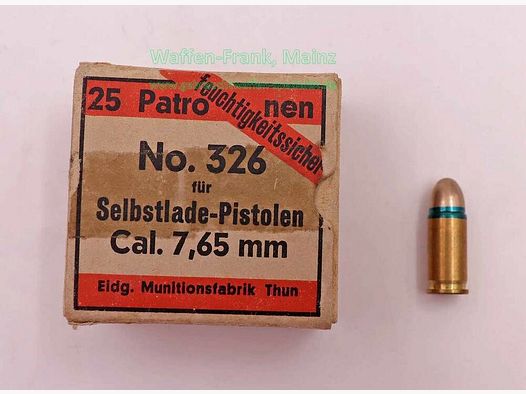 Waffen-Frank, Mainz
25 Patronen
feuchtigkeitssicher
No. 326
für
Selbstlade-Pistolen
Cal. 7,65 mm
Eidg. Munitionsfabrik Thun